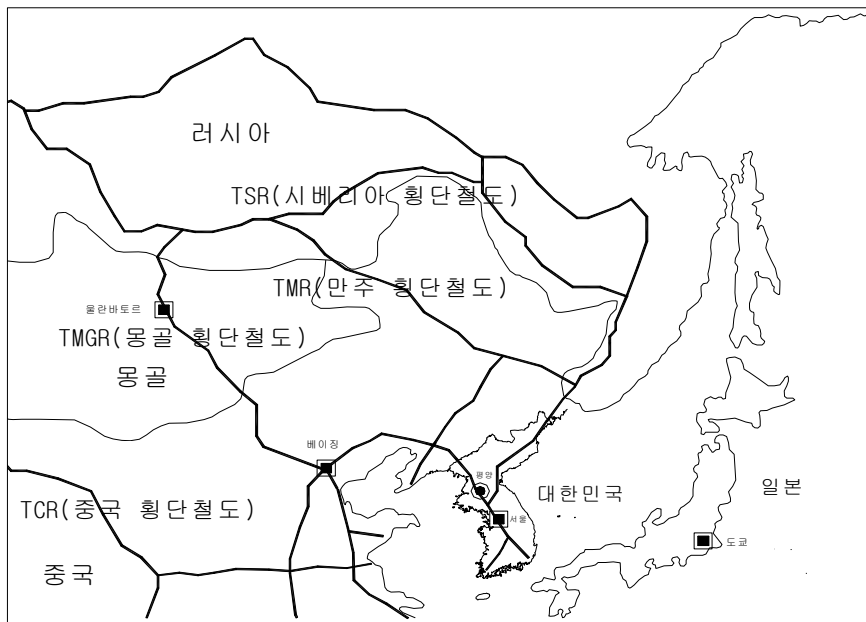 러시아
TSR(시베리아 횡단철도)
TMR(만주 횡단철도)
울란바토르
TMGR(몽골 횡단철도)
몽골
베이징
평양
대한민국
일본
TCR(중국 횡단철도)
서울
도쿄
중국